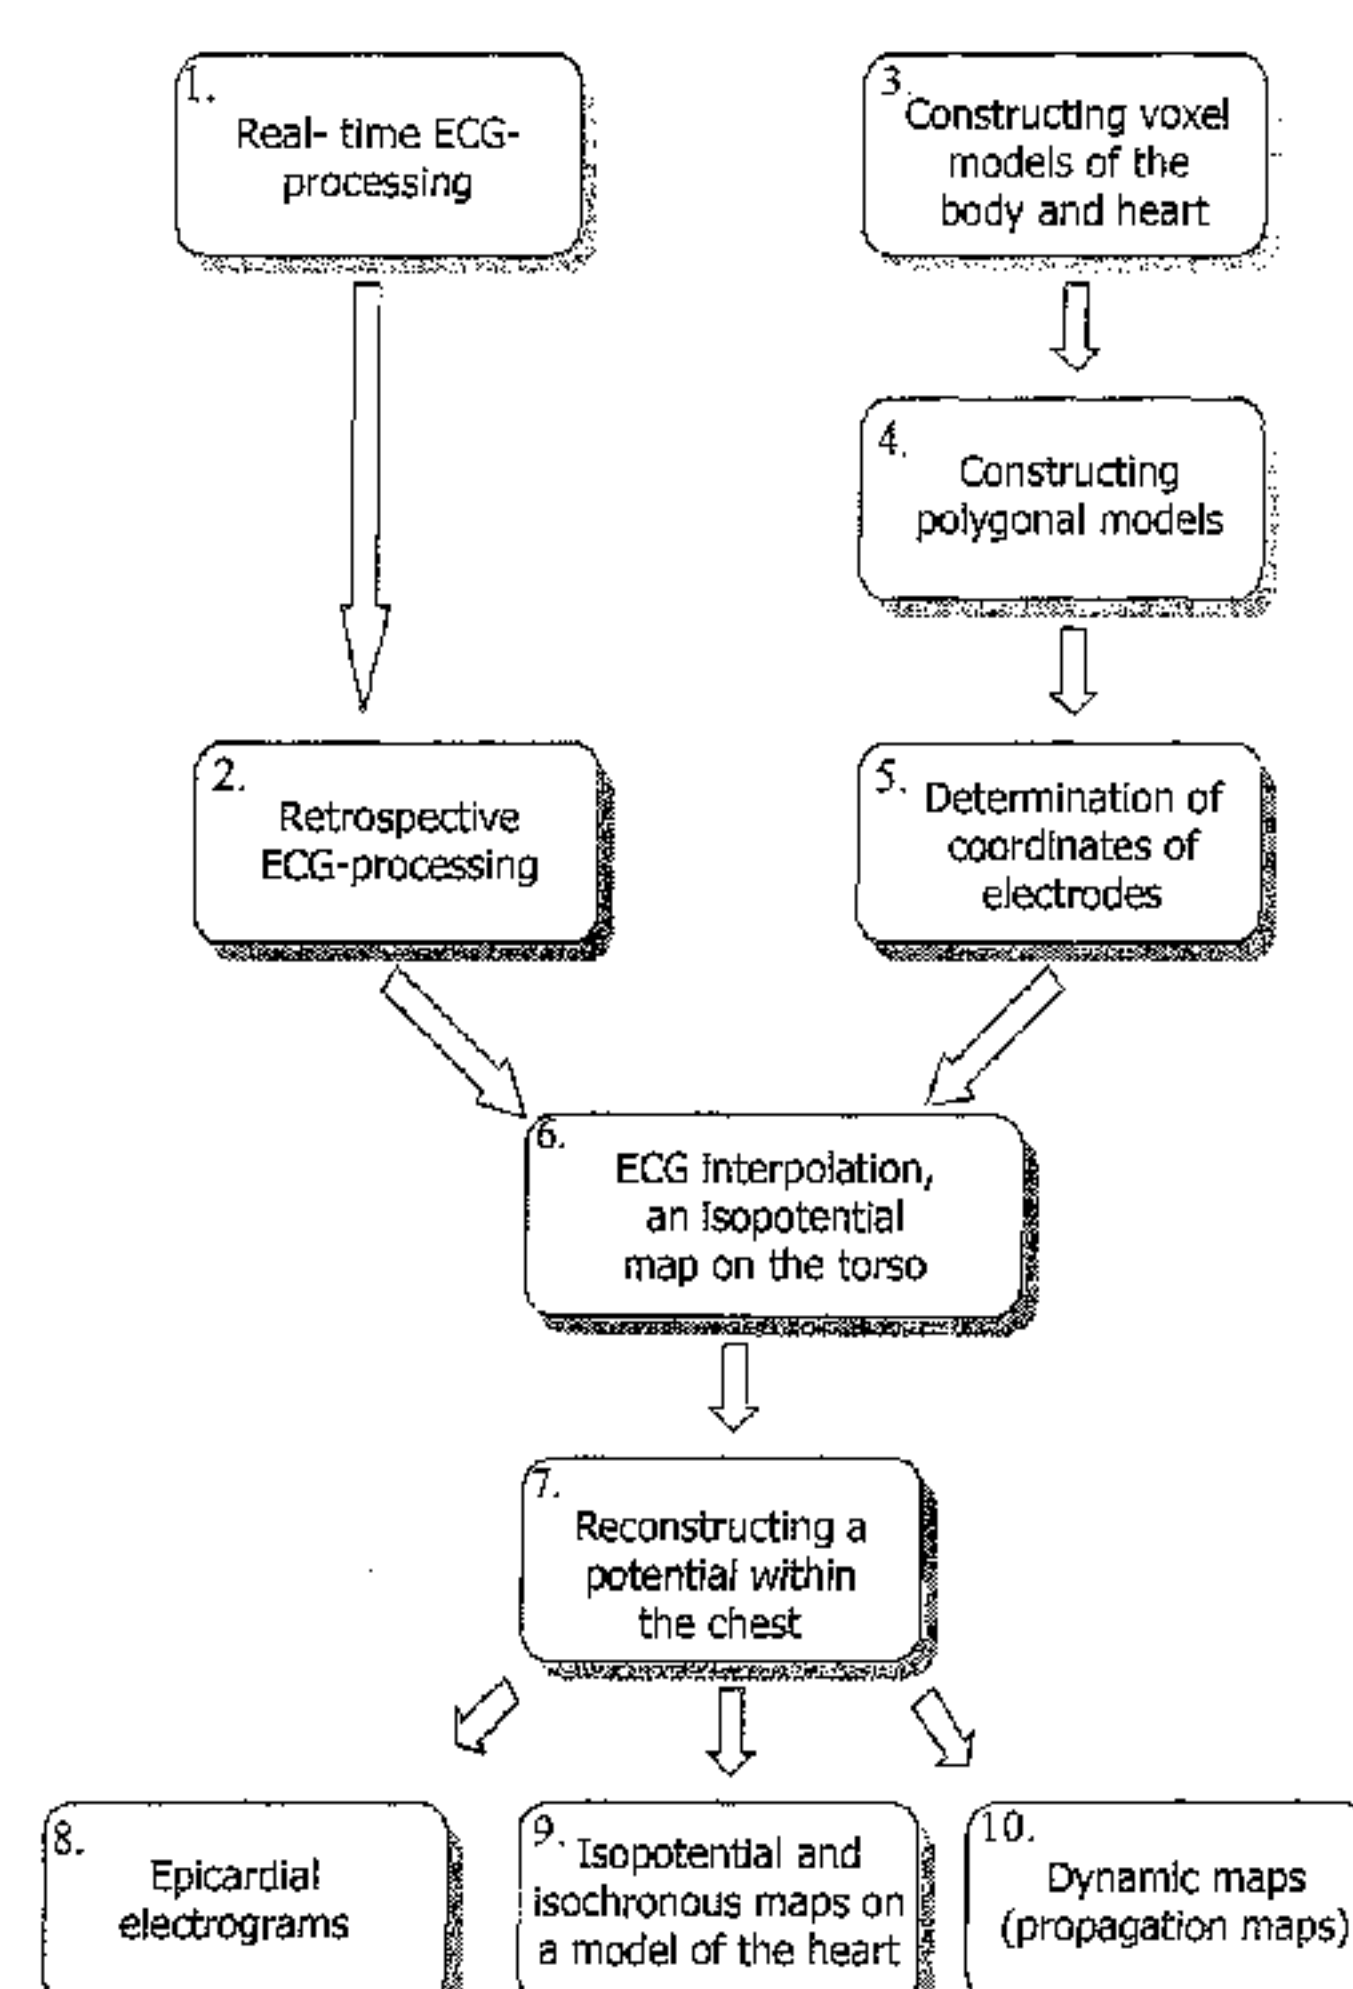 1.
Real- time ECG-
processing
3.
Constructing voxel
models of the
body and heart
4.
Constructing
polygonal models
2.
Retrospective
ECG-processing
5.
Determination of
coordinates of
electrodes
6.
ECG interpolation,
an isopotential
map on the torso
7.
Reconstructing a
potential within
the chest
8.
Epicardial
electrograms
9.
Isopotential and
isochronous maps on
a model of the heart
10.
Dynamic maps
(propagation maps)